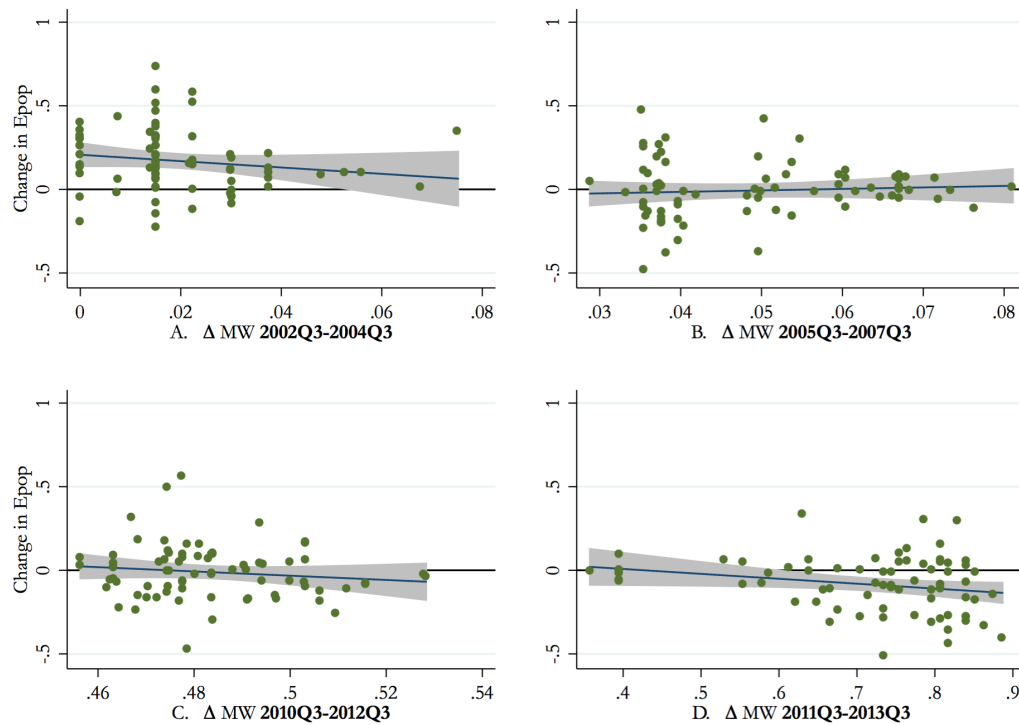 1
.5
0
-.5
Change in Epop
0 .02 .04 .06 .08
A. Δ MW 2002Q3-2004Q3
1
.5
0
-.5
.03 .04 .05 .06 .07 .08
B. Δ MW 2005Q3-2007Q3
1
.5
0
-.5
Change in Epop
.46 .48 .5 .52 .54
C. Δ MW 2010Q3-2012Q3
1
.5
0
-.5
.4 .5 .6 .7 .8 .9
D. Δ MW 2011Q3-2013Q3